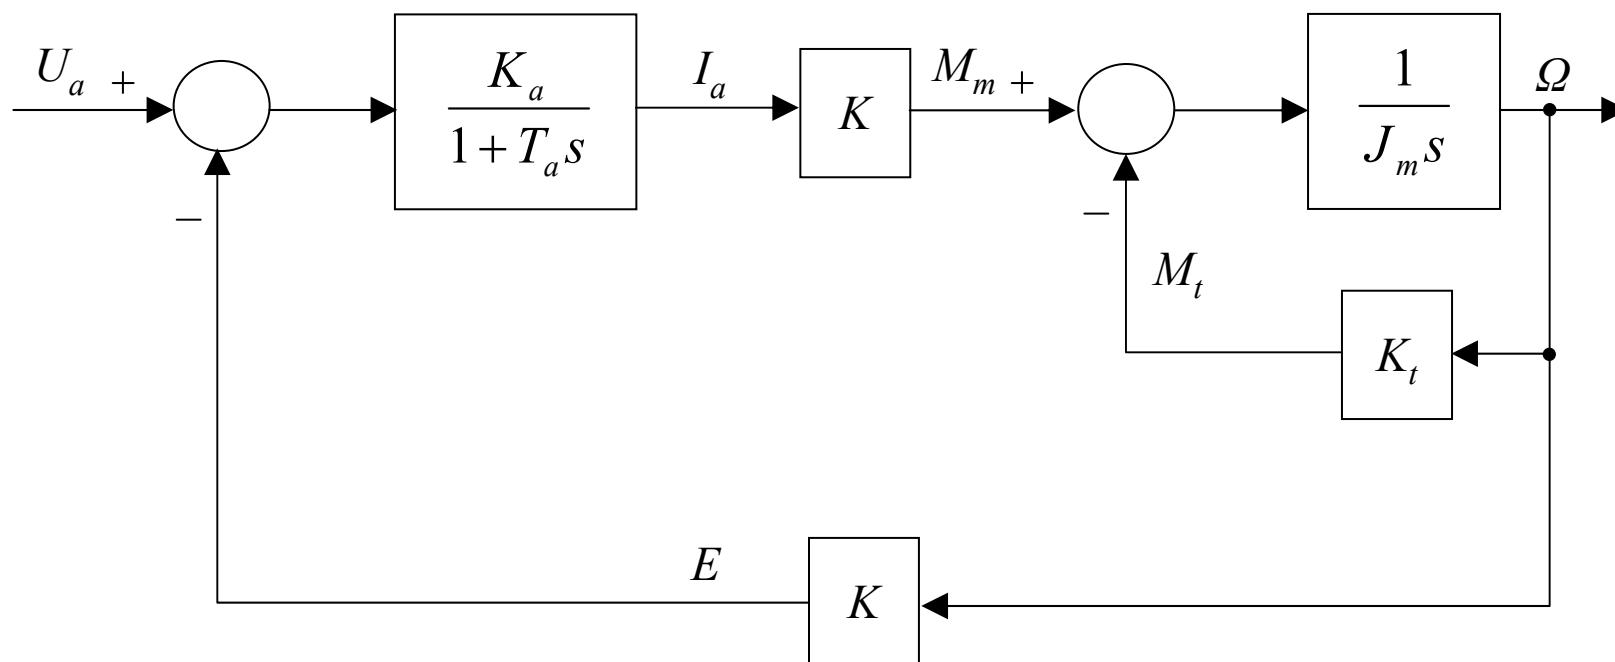 U_a + K_a / (1 + T_a s) I_a K M_m + 1 / (J_m s) Ω
−
−
M_t
K_t
E
K